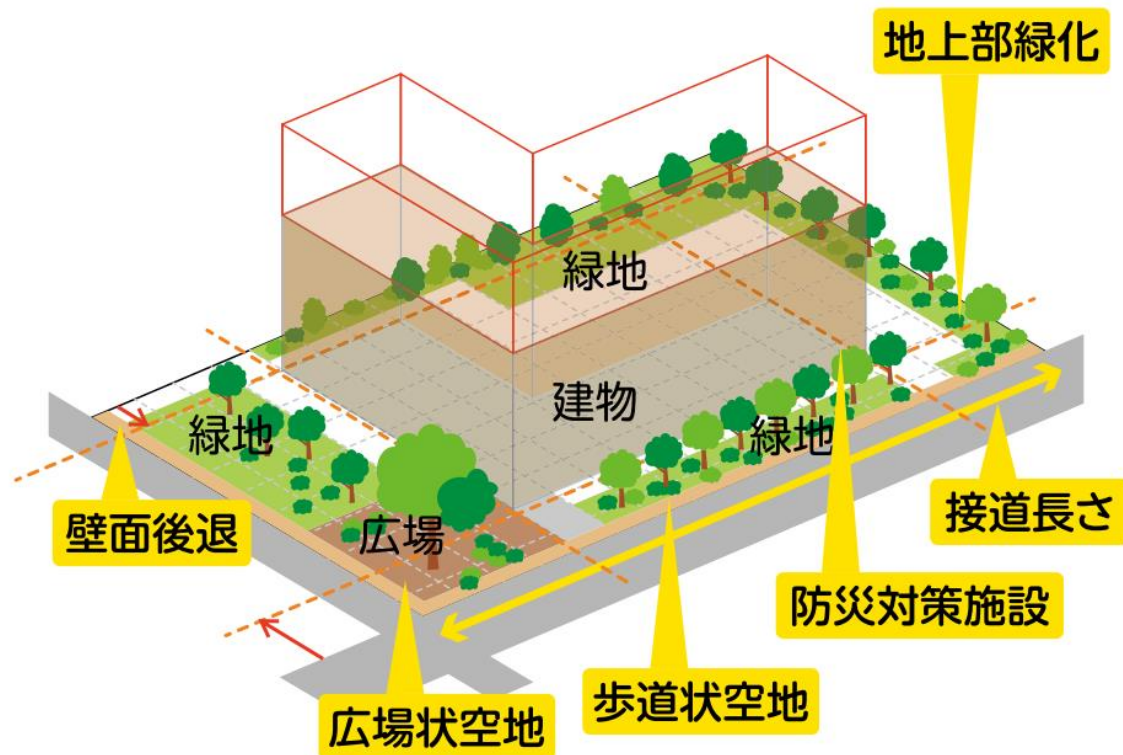 地上部緑化
緑地
建物
緑地
緑地
壁面後退
広場
接道長さ
防災対策施設
歩道状空地
広場状空地